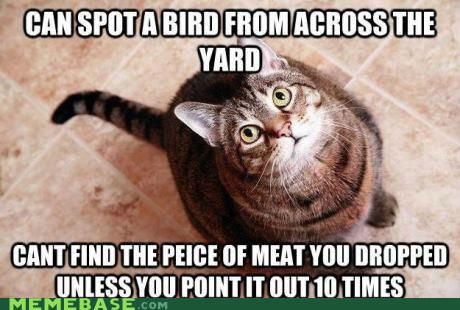 CAN SPOT A BIRD FROM ACROSS THE
YARD
CANT FIND THE PEICE OF MEAT YOU DROPPED
UNLESS YOU POINT IT OUT 10 TIMES
MEMEBASE.COM